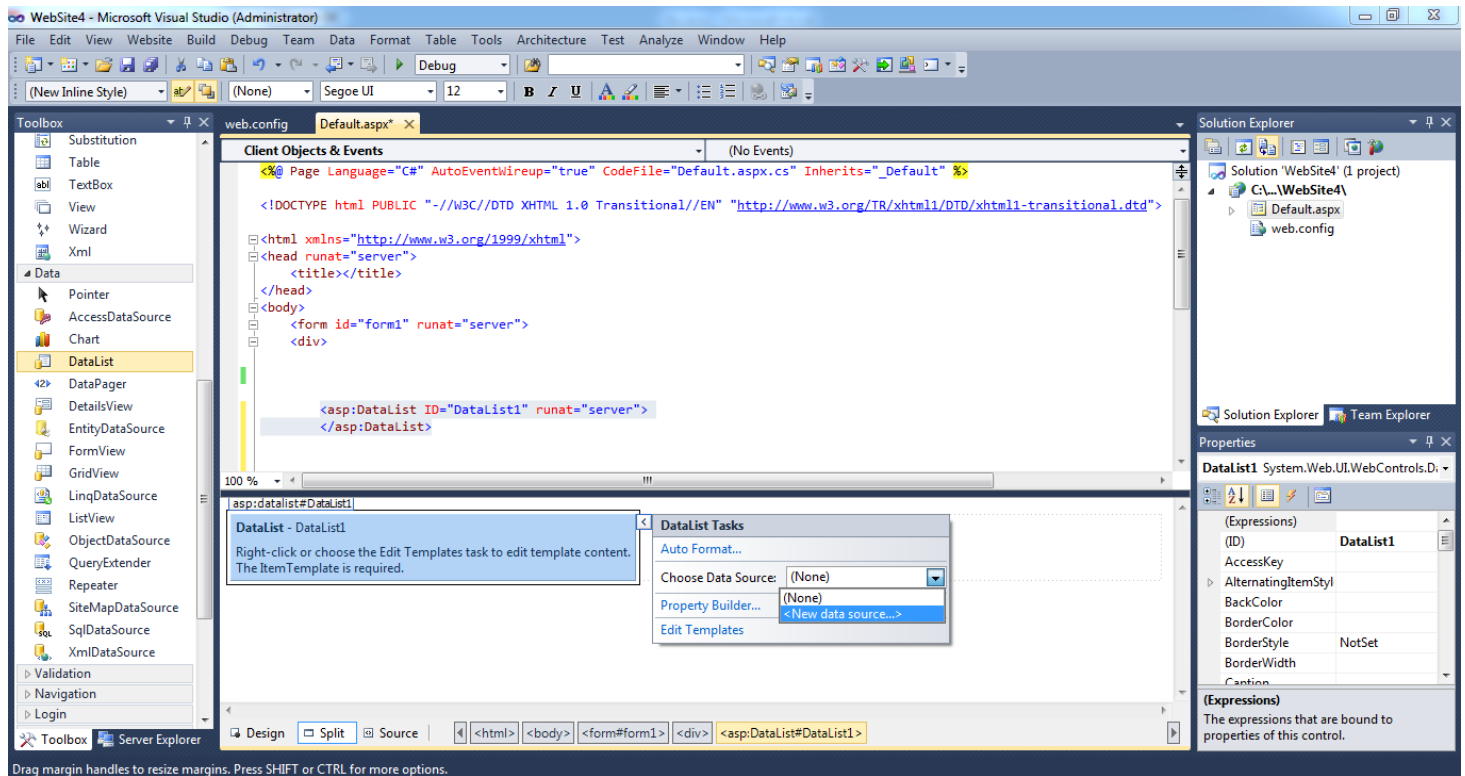 WebSite4 - Microsoft Visual Studio (Administrator)
File Edit View Website Build Debug Team Data Format Table Tools Architecture Test Analyze Window Help
Debug
(New Inline Style) (None) Segoe UI 12 B I U A
Toolbox
Substitution
Table
TextBox
View
Wizard
Xml
Data
Pointer
AccessDataSource
Chart
DataList
DataPager
DetailsView
EntityDataSource
FormView
GridView
LinqDataSource
ListView
ObjectDataSource
QueryExtender
Repeater
SiteMapDataSource
SqlDataSource
XmlDataSource
Validation
Navigation
Login
Toolbox Server Explorer
web.config Default.aspx*
Client Objects & Events (No Events)
<%@ Page Language="C#" AutoEventWireup="true" CodeFile="Default.aspx.cs" Inherits="_Default" %>
<!DOCTYPE html PUBLIC "-//W3C//DTD XHTML 1.0 Transitional//EN" "http://www.w3.org/TR/xhtml1/DTD/xhtml1-transitional.dtd">
<html xmlns="http://www.w3.org/1999/xhtml">
<head runat="server">
<title></title>
</head>
<body>
<form id="form1" runat="server">
<div>
<asp:DataList ID="DataList1" runat="server">
</asp:DataList>
100 %
asp:datalist#DataList1
DataList - DataList1
Right-click or choose the Edit Templates task to edit template content.
The ItemTemplate is required.
DataList Tasks
Auto Format...
Choose Data Source: (None)
(None)
<New data source...>
Property Builder...
Edit Templates
Design Split Source <html> <body> <form#form1> <div> <asp:DataList#DataList1>
Solution Explorer
Solution 'WebSite4' (1 project)
C:\...\WebSite4\
Default.aspx
web.config
Solution Explorer Team Explorer
Properties
DataList1 System.Web.UI.WebControls.Da
(Expressions)
(ID) DataList1
AccessKey
AlternatingItemStyl
BackColor
BorderColor
BorderStyle NotSet
BorderWidth
Caption
(Expressions)
The expressions that are bound to
properties of this control.
Drag margin handles to resize margins. Press SHIFT or CTRL for more options.